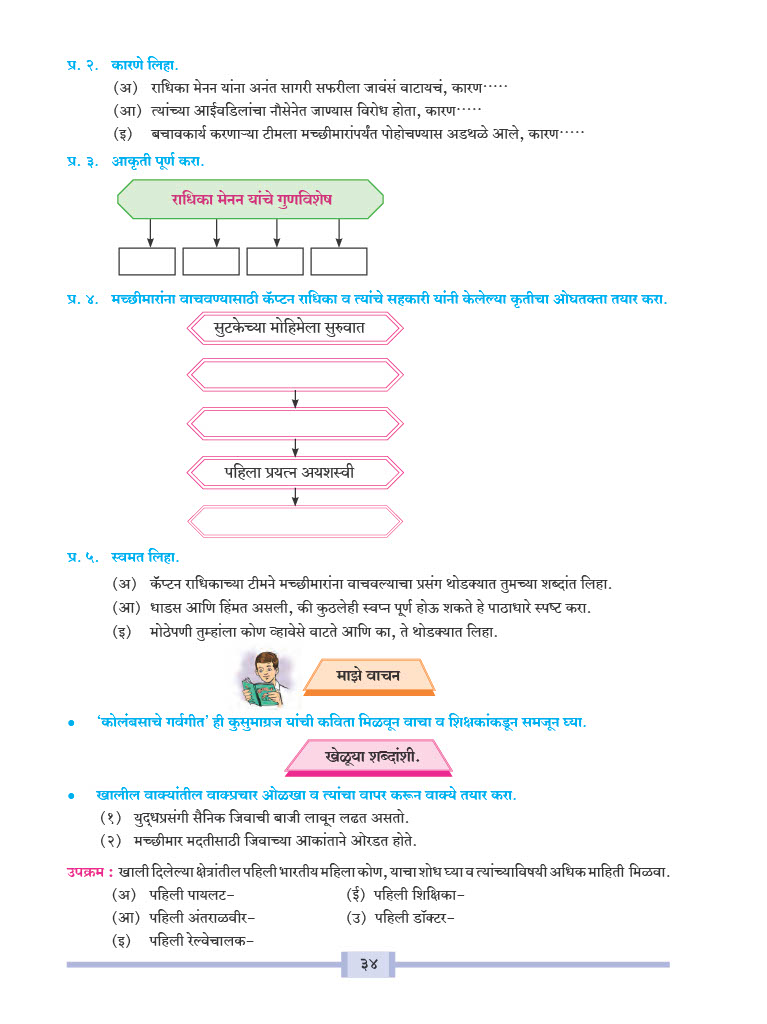 प्र. २. कारणे लिहा.
(अ) राधिका मेनन यांना अनंत सागरी सफरीला जावंसं वाटायचं, कारण·····
(आ) त्यांच्या आईवडिलांचा नौसेनेत जाण्यास विरोध होता, कारण·····
(इ) बचावकार्य करणाऱ्या टीमला मच्छीमारांपर्यंत पोहोचण्यास अडथळे आले, कारण·····
प्र. ३. आकृती पूर्ण करा.
राधिका मेनन यांचे गुणविशेष
प्र. ४. मच्छीमारांना वाचवण्यासाठी कॅप्टन राधिका व त्यांचे सहकारी यांनी केलेल्या कृतीचा ओघतक्ता तयार करा.
सुटकेच्या मोहिमेला सुरुवात
पहिला प्रयत्न अयशस्वी
प्र. ५. स्वमत लिहा.
(अ) कॅप्टन राधिकाच्या टीमने मच्छीमारांना वाचवल्याचा प्रसंग थोडक्यात तुमच्या शब्दांत लिहा.
(आ) धाडस आणि हिंमत असली, की कुठलेही स्वप्न पूर्ण होऊ शकते हे पाठाधारे स्पष्ट करा.
(इ) मोठेपणी तुम्हांला कोण व्हावेसे वाटते आणि का, ते थोडक्यात लिहा.
माझे वाचन
● ‘कोलंबसाचे गर्वगीत’ ही कुसुमाग्रज यांची कविता मिळवून वाचा व शिक्षकांकडून समजून घ्या.
खेळूया शब्दांशी.
● खालील वाक्यांतील वाक्प्रचार ओळखा व त्यांचा वापर करून वाक्ये तयार करा.
(१) युद्धप्रसंगी सैनिक जिवाची बाजी लावून लढत असतो.
(२) मच्छीमार मदतीसाठी जिवाच्या आकांताने ओरडत होते.
उपक्रम : खाली दिलेल्या क्षेत्रांतील पहिली भारतीय महिला कोण, याचा शोध घ्या व त्यांच्याविषयी अधिक माहिती मिळवा.
(अ) पहिली पायलट- (ई) पहिली शिक्षिका-
(आ) पहिली अंतराळवीर- (उ) पहिली डॉक्टर-
(इ) पहिली रेल्वेचालक-
३४